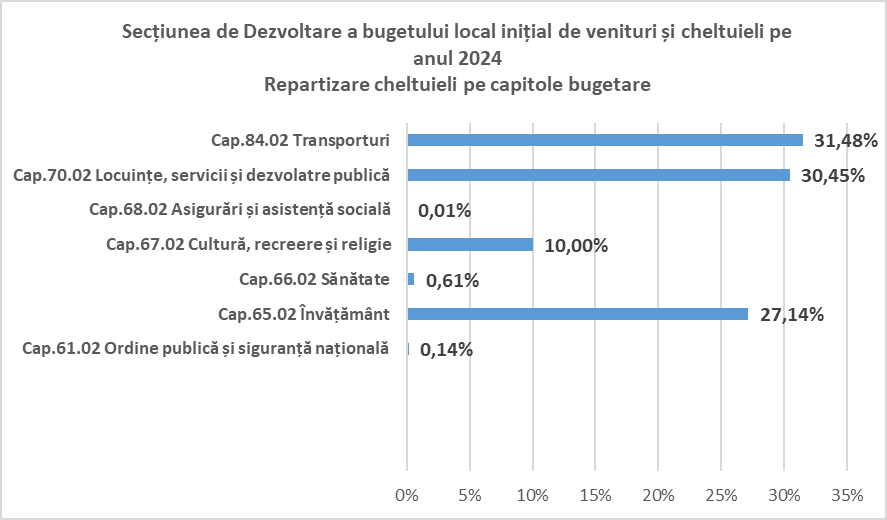 Secțiunea de Dezvoltare a bugetului local inițial de venituri și cheltuieli pe
anul 2024
Repartizare cheltuieli pe capitole bugetare
Cap.84.02 Transporturi 31,48%
Cap.70.02 Locuințe, servicii și dezvolatre publică 30,45%
Cap.68.02 Asigurări și asistență socială 0,01%
Cap.67.02 Cultură, recreere și religie 10,00%
Cap.66.02 Sănătate 0,61%
Cap.65.02 Învățământ 27,14%
Cap.61.02 Ordine publică și siguranță națională 0,14%
0% 5% 10% 15% 20% 25% 30% 35%